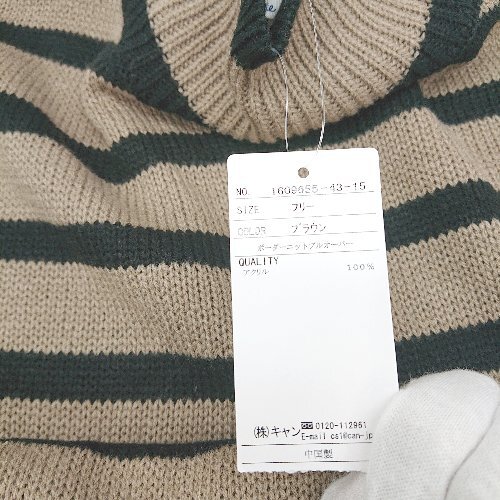 NO. 1609685-43-15
SIZE フリー
COLOR ブラウン
ボーダーニットプルオーバー
QUALITY
アクリル 100%
(株)キャン 0120-112961
E-mail csl@can-jp
中国製